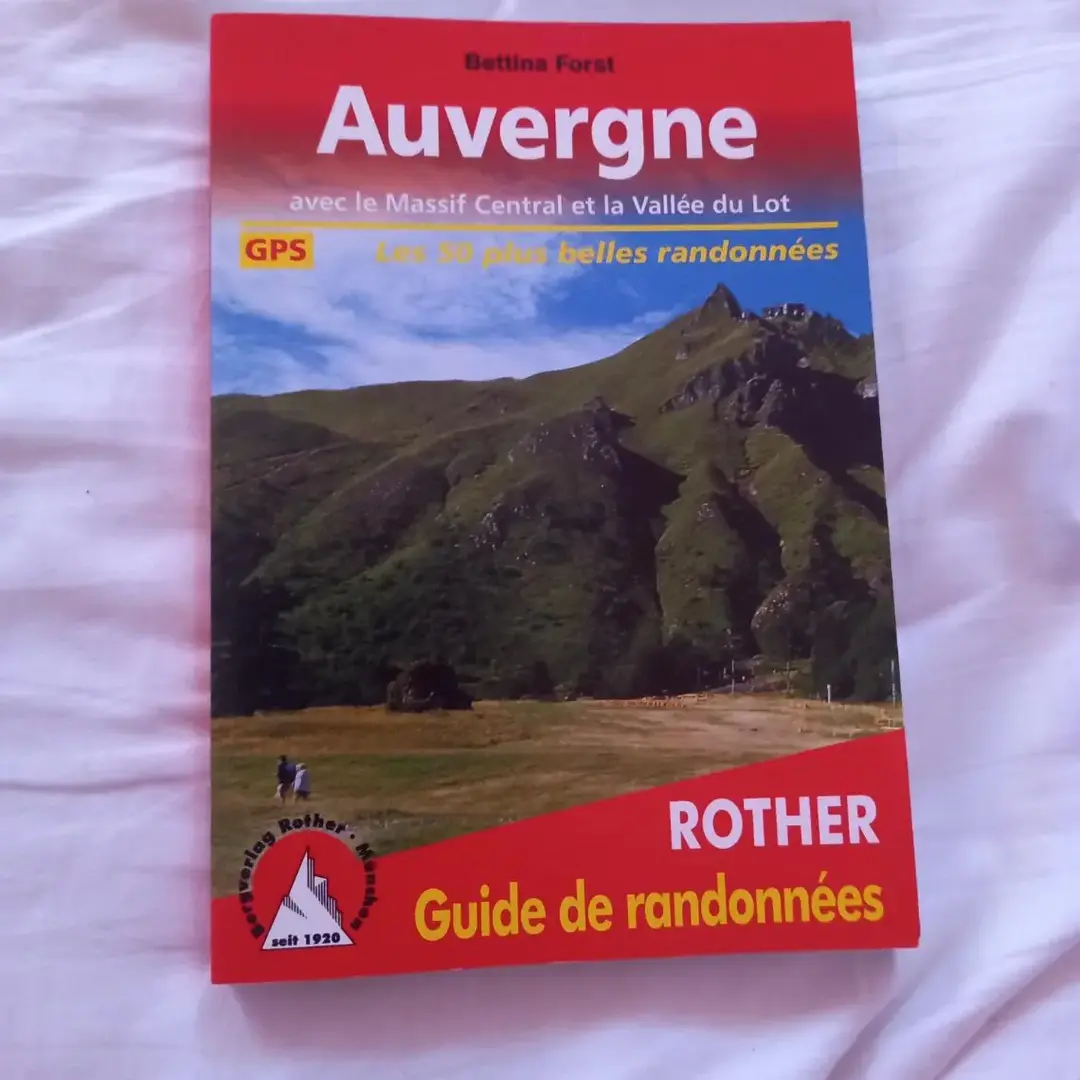 Bettina Forst
Auvergne
avec le Massif Central et la Vallée du Lot
GPS
Les 50 plus belles randonnées
ROTHER
Guide de randonnées
Bergverlag Rother · München
seit 1920